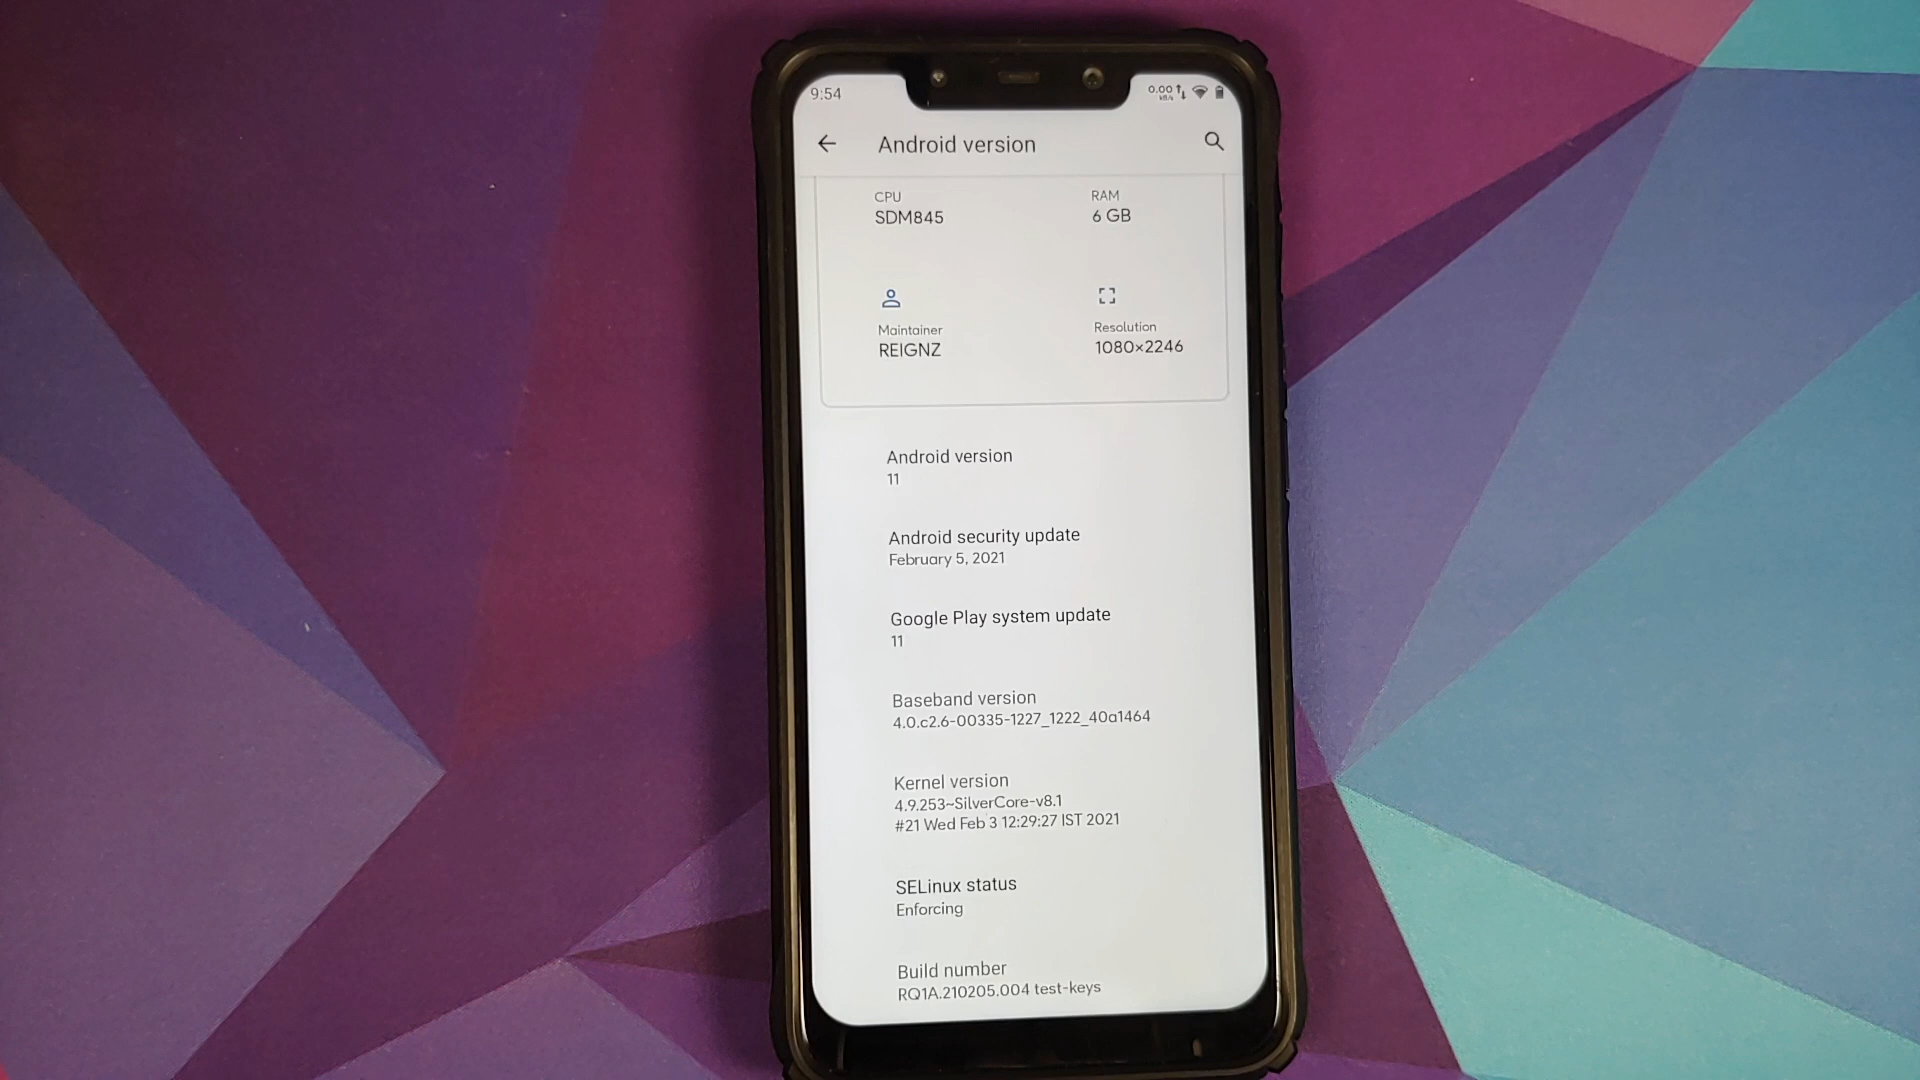 9:54
0.00
kB/s
Android version
CPU
SDM845
RAM
6 GB
Maintainer
REIGNZ
Resolution
1080×2246
Android version
11
Android security update
February 5, 2021
Google Play system update
11
Baseband version
4.0.c2.6-00335-1227_1222_40a1464
Kernel version
4.9.253~SilverCore-v8.1
#21 Wed Feb 3 12:29:27 IST 2021
SELinux status
Enforcing
Build number
RQ1A.210205.004 test-keys